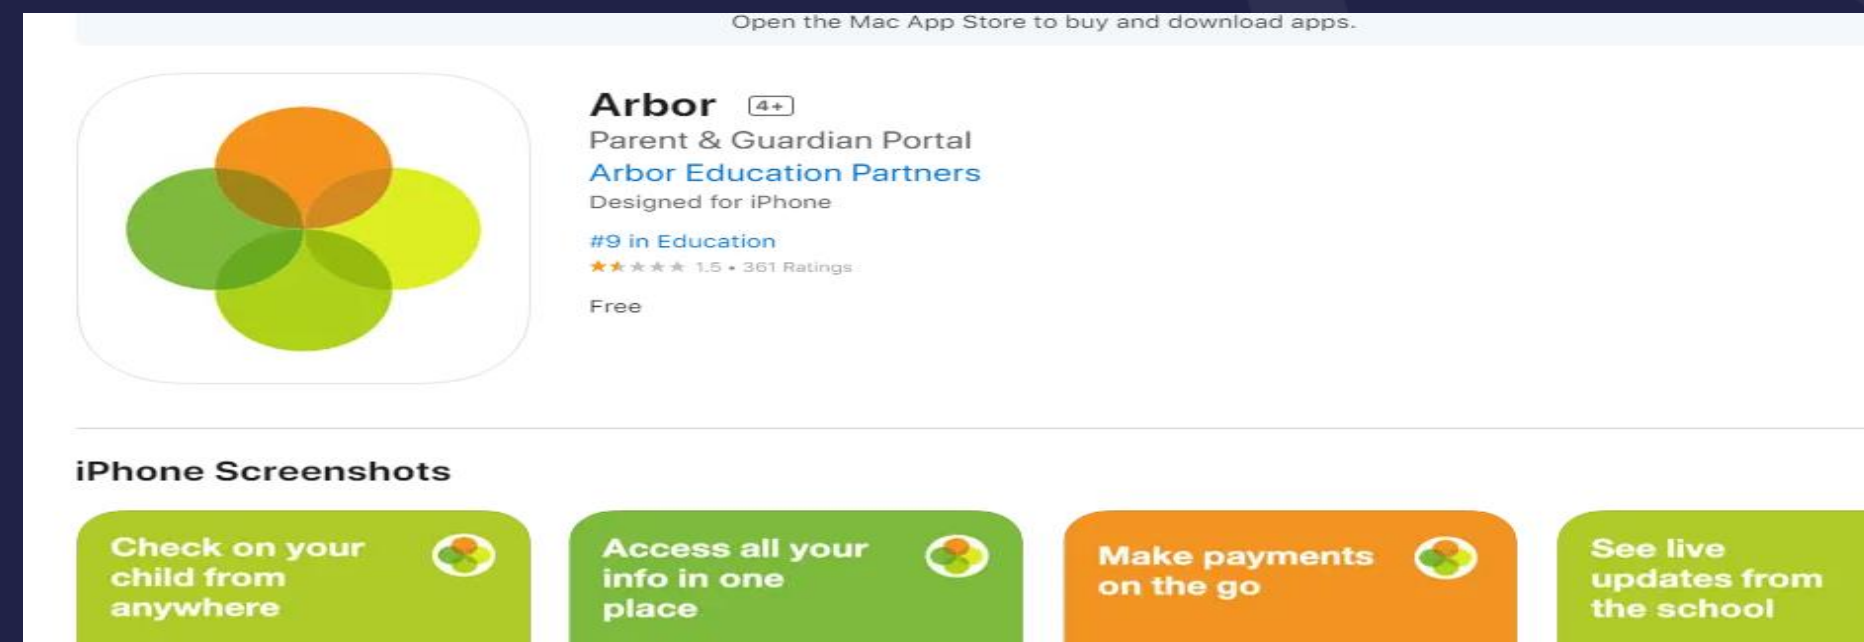 Open the Mac App Store to buy and download apps.
Arbor 4+
Parent & Guardian Portal
Arbor Education Partners
Designed for iPhone
#9 in Education
1.5 • 361 Ratings
Free
iPhone Screenshots
Check on your
child from
anywhere
Access all your
info in one
place
Make payments
on the go
See live
updates from
the school